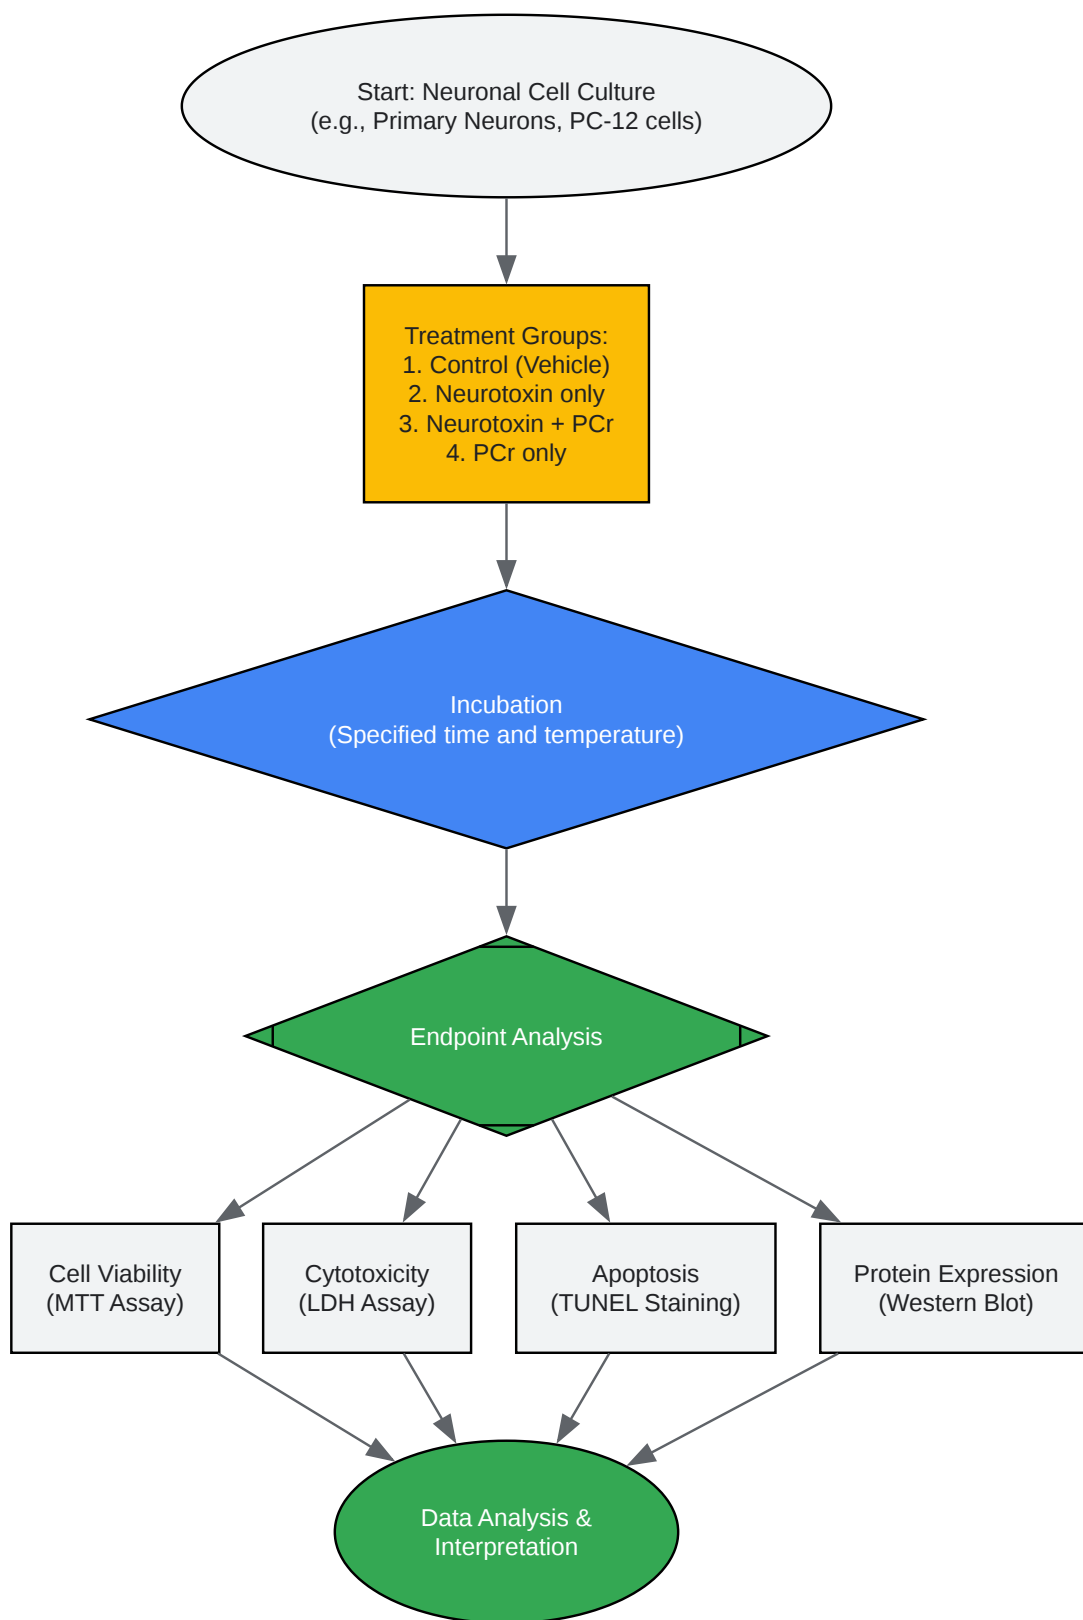 Start: Neuronal Cell Culture
(e.g., Primary Neurons, PC-12 cells)
Treatment Groups:
1. Control (Vehicle)
2. Neurotoxin only
3. Neurotoxin + PCr
4. PCr only
Incubation
(Specified time and temperature)
Endpoint Analysis
Cell Viability
(MTT Assay)
Cytotoxicity
(LDH Assay)
Apoptosis
(TUNEL Staining)
Protein Expression
(Western Blot)
Data Analysis &
Interpretation